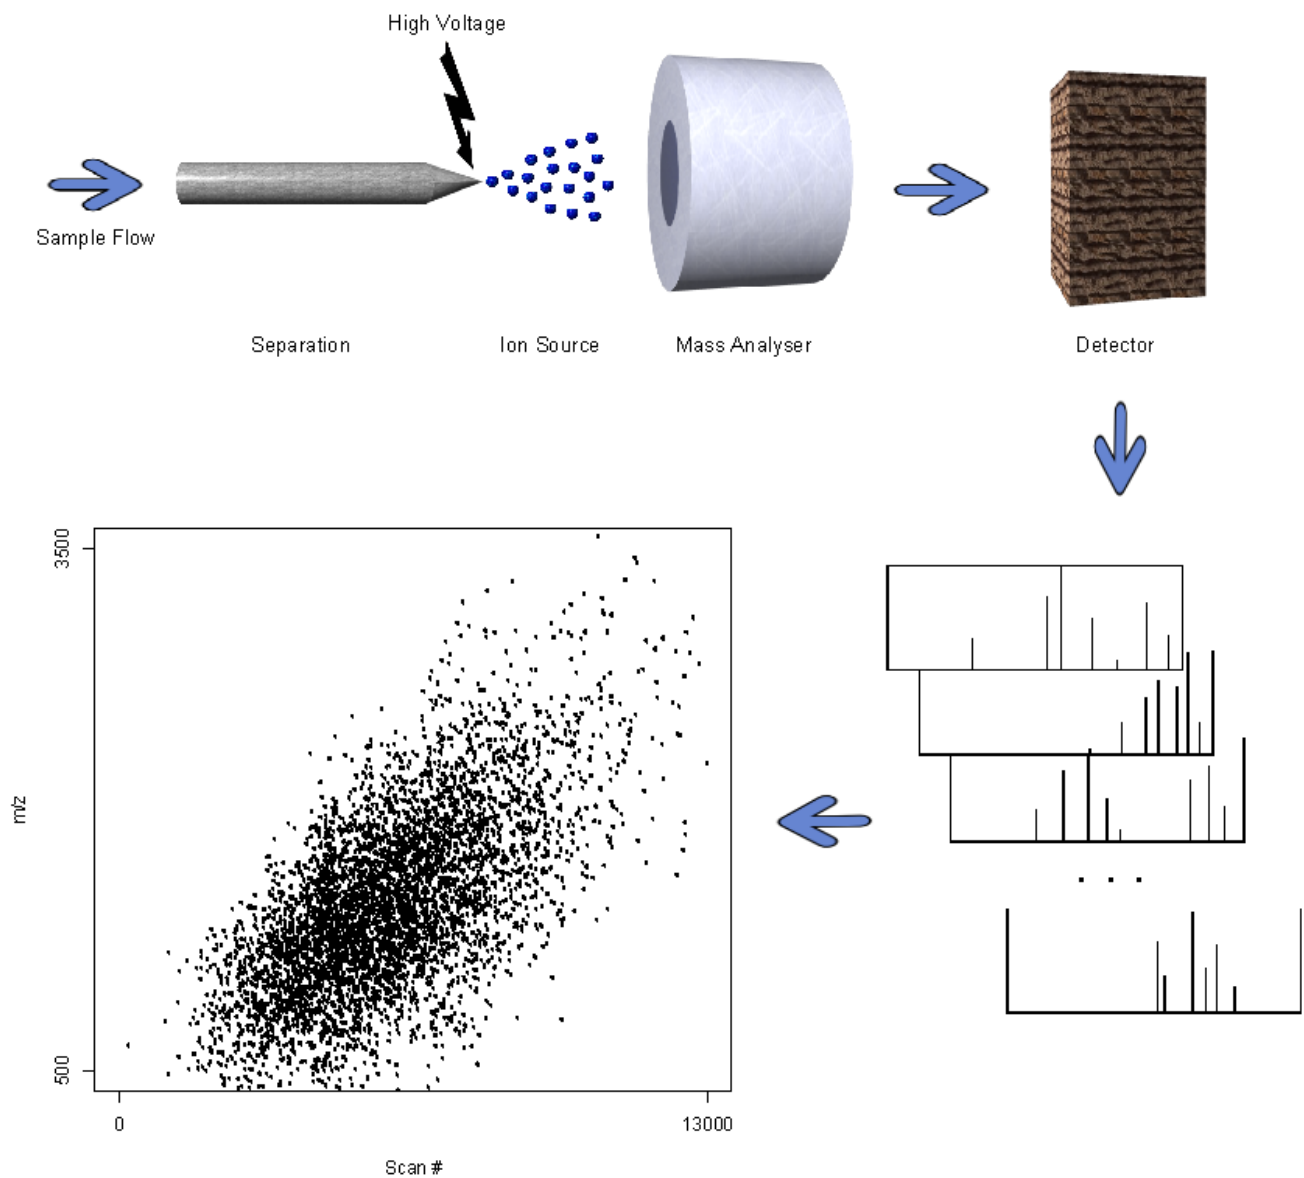 High Voltage
Sample Flow
Separation
Ion Source
Mass Analyser
Detector
3500
m/z
500
0
13000
Scan #